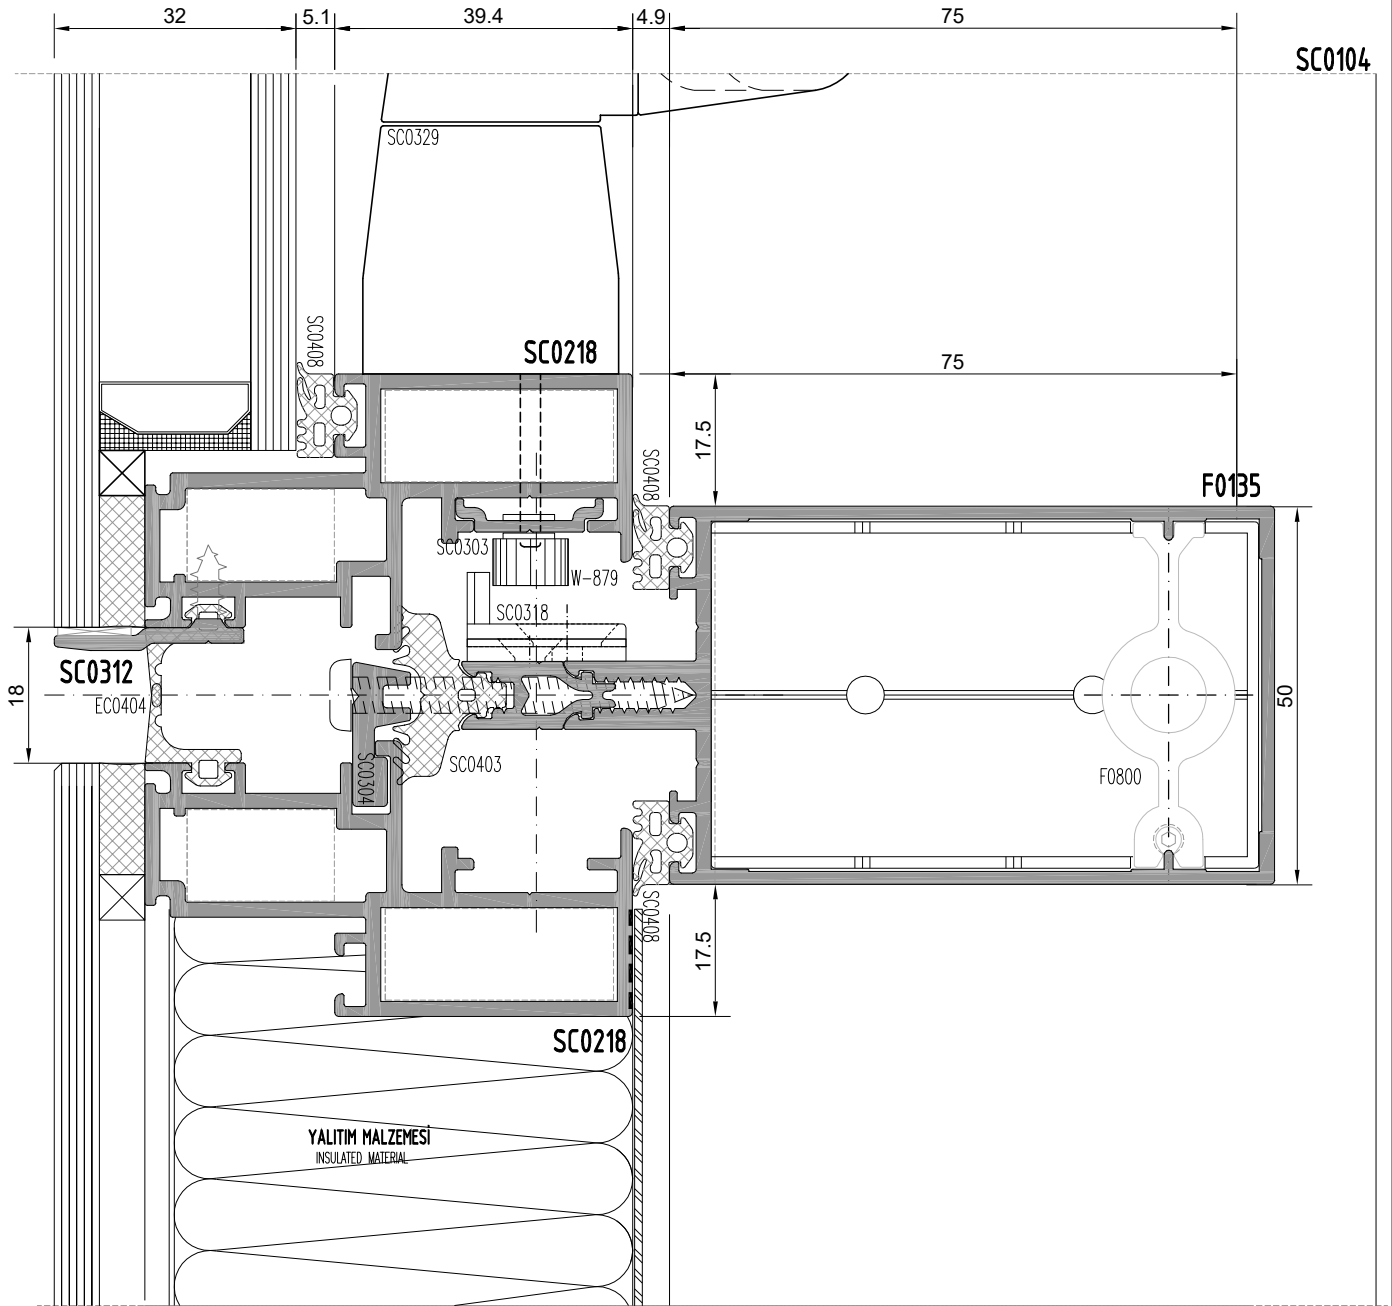 32 5.1 39.4 4.9 75
SC0104
SC0329
SC0408
SC0218
75
17.5
SC0408
F0135
SC0303
W-879
SC0318
SC0312
18
EC0404
50
SC0304
SC0403
F0800
SC0408
17.5
SC0218
YALITIM MALZEMESİ
INSULATED MATERIAL